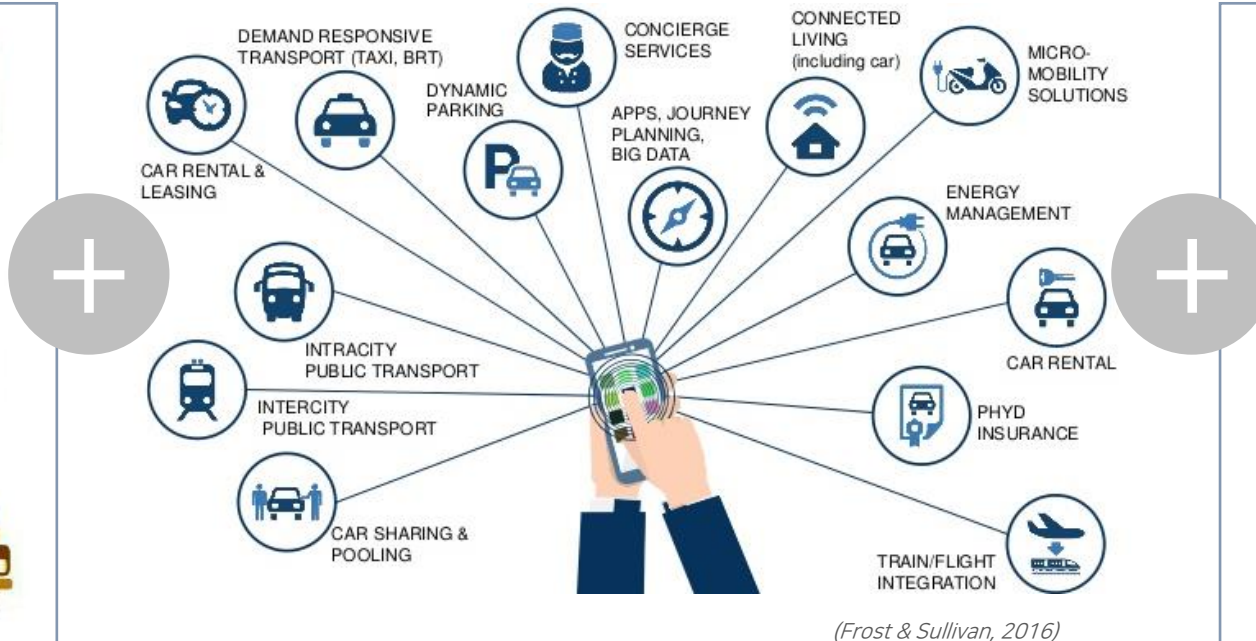 DEMAND RESPONSIVE
TRANSPORT (TAXI, BRT)
CONCIERGE
SERVICES
CONNECTED
LIVING
(including car)
MICRO-
MOBILITY
SOLUTIONS
DYNAMIC
PARKING
APPS, JOURNEY
PLANNING,
BIG DATA
P
CAR RENTAL &
LEASING
ENERGY
MANAGEMENT
INTRACITY
PUBLIC TRANSPORT
CAR RENTAL
INTERCITY
PUBLIC TRANSPORT
PHYD
INSURANCE
CAR SHARING &
POOLING
TRAIN/FLIGHT
INTEGRATION
(Frost & Sullivan, 2016)